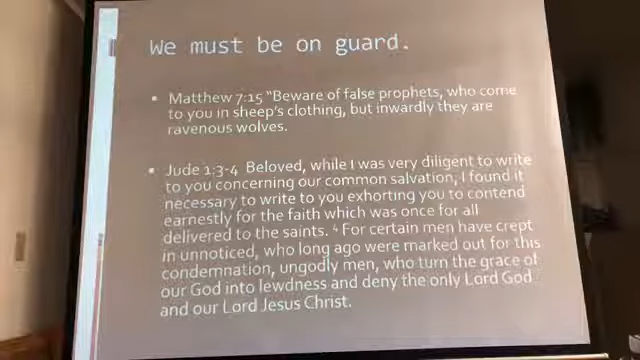 We must be on guard.
▪ Matthew 7:15 "Beware of false prophets, who come
to you in sheep's clothing, but inwardly they are
ravenous wolves.
▪ Jude 1:3-4 Beloved, while I was very diligent to write
to you concerning our common salvation, I found it
necessary to write to you exhorting you to contend
earnestly for the faith which was once for all
delivered to the saints. ⁴ For certain men have crept
in unnoticed, who long ago were marked out for this
condemnation, ungodly men, who turn the grace of
our God into lewdness and deny the only Lord God
and our Lord Jesus Christ.